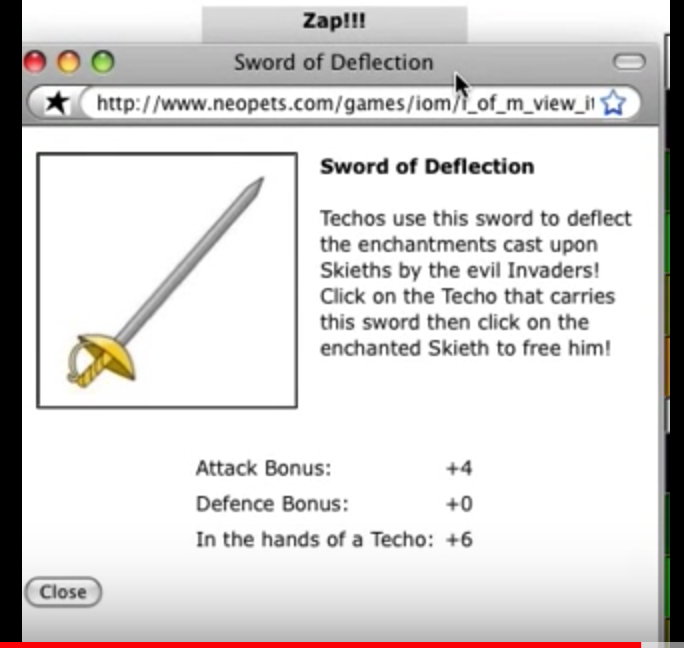 Zap!!!
Sword of Deflection
http://www.neopets.com/games/iom/i_of_m_view_it
Sword of Deflection
Techos use this sword to deflect
the enchantments cast upon
Skieths by the evil Invaders!
Click on the Techo that carries
this sword then click on the
enchanted Skieth to free him!
Attack Bonus: +4
Defence Bonus: +0
In the hands of a Techo: +6
Close